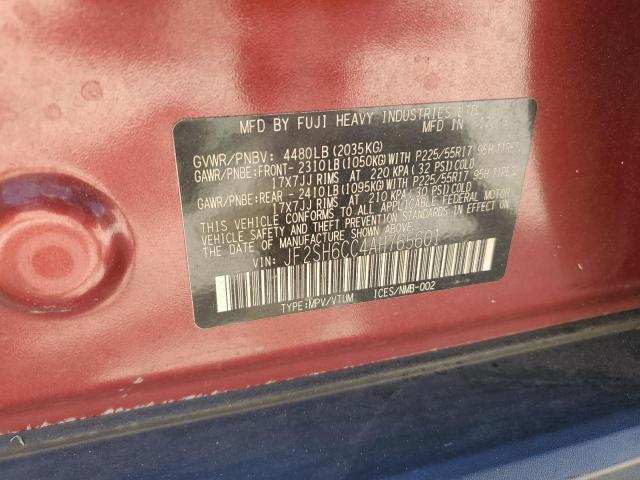 MFD BY FUJI HEAVY INDUSTRIES LTD.
MFD IN
GVWR/PNBV: 4480LB (2035KG)
GAWR/PNBE:FRONT- 2310LB (1050KG)WITH P225/55R17 95H TIRES
17X7JJ RIMS AT 220 KPA( 32 PSI)COLD
GAWR/PNBE:REAR - 2410LB (1095KG)WITH P225/55R17 95H TIRES
17X7JJ RIMS AT 210 KPA( 30 PSI)COLD
THIS VEHICLE CONFORMS TO ALL APPLICABLE FEDERAL MOTOR
VEHICLE SAFETY AND THEFT PREVENTION STANDARDS IN EFFECT
ON THE DATE OF MANUFACTURE SHOWN ABOVE.
VIN: JF2SH6CC4AH765601
TYPE:MPV/VTUM ICES/NMB-002